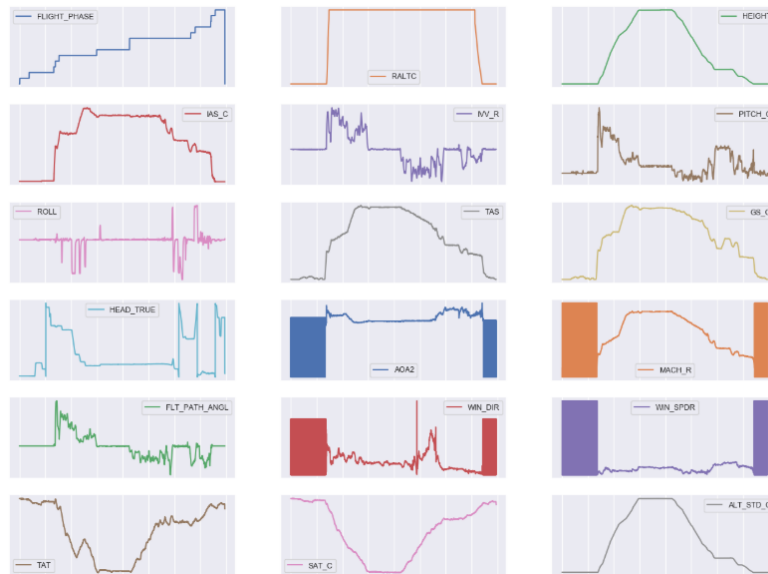 FLIGHT_PHASE
RALTC
HEIGHT
IAS_C
IVV_R
PITCH_C
ROLL
TAS
GS_C
HEAD_TRUE
AOA2
MACH_R
FLT_PATH_ANGL
WIN_DIR
WIN_SPDR
TAT
SAT_C
ALT_STD_C